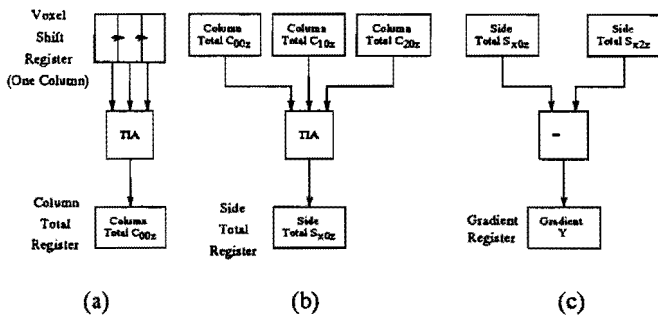 Voxel
Shift
Register
(One Column)
TIA
Column
Total
Register
Column
Total C00z
(a)
Column
Total C00z
Column
Total C10z
Column
Total C20z
TIA
Side
Total
Register
Side
Total Sx0z
(b)
Side
Total Sx0z
Side
Total Sx2z
-
Gradient
Register
Gradient
Y
(c)